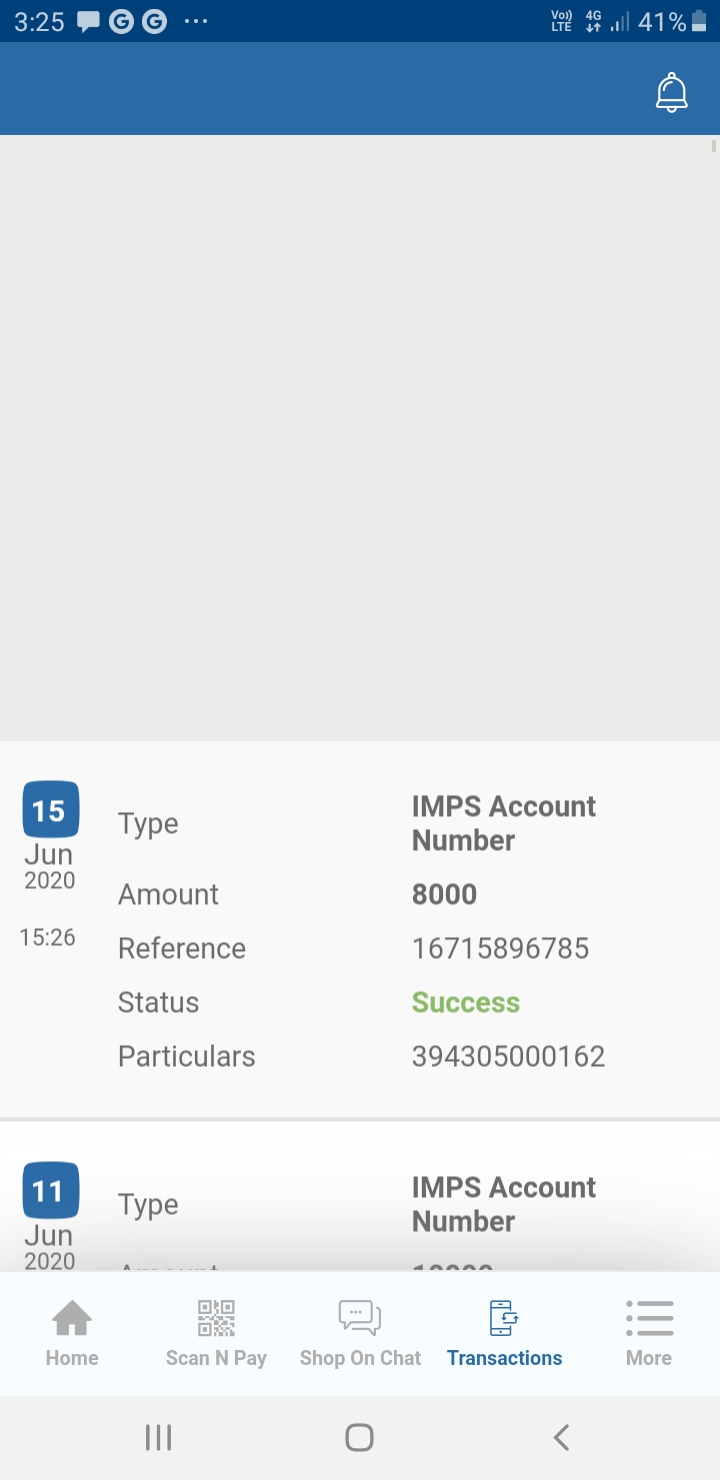 3:25 G G ... Vo)) LTE 4G 41%
15
Jun
2020
15:26
Type IMPS Account Number
Amount 8000
Reference 16715896785
Status Success
Particulars 394305000162
11
Jun
2020
Type IMPS Account Number
Amount
Home Scan N Pay Shop On Chat Transactions More